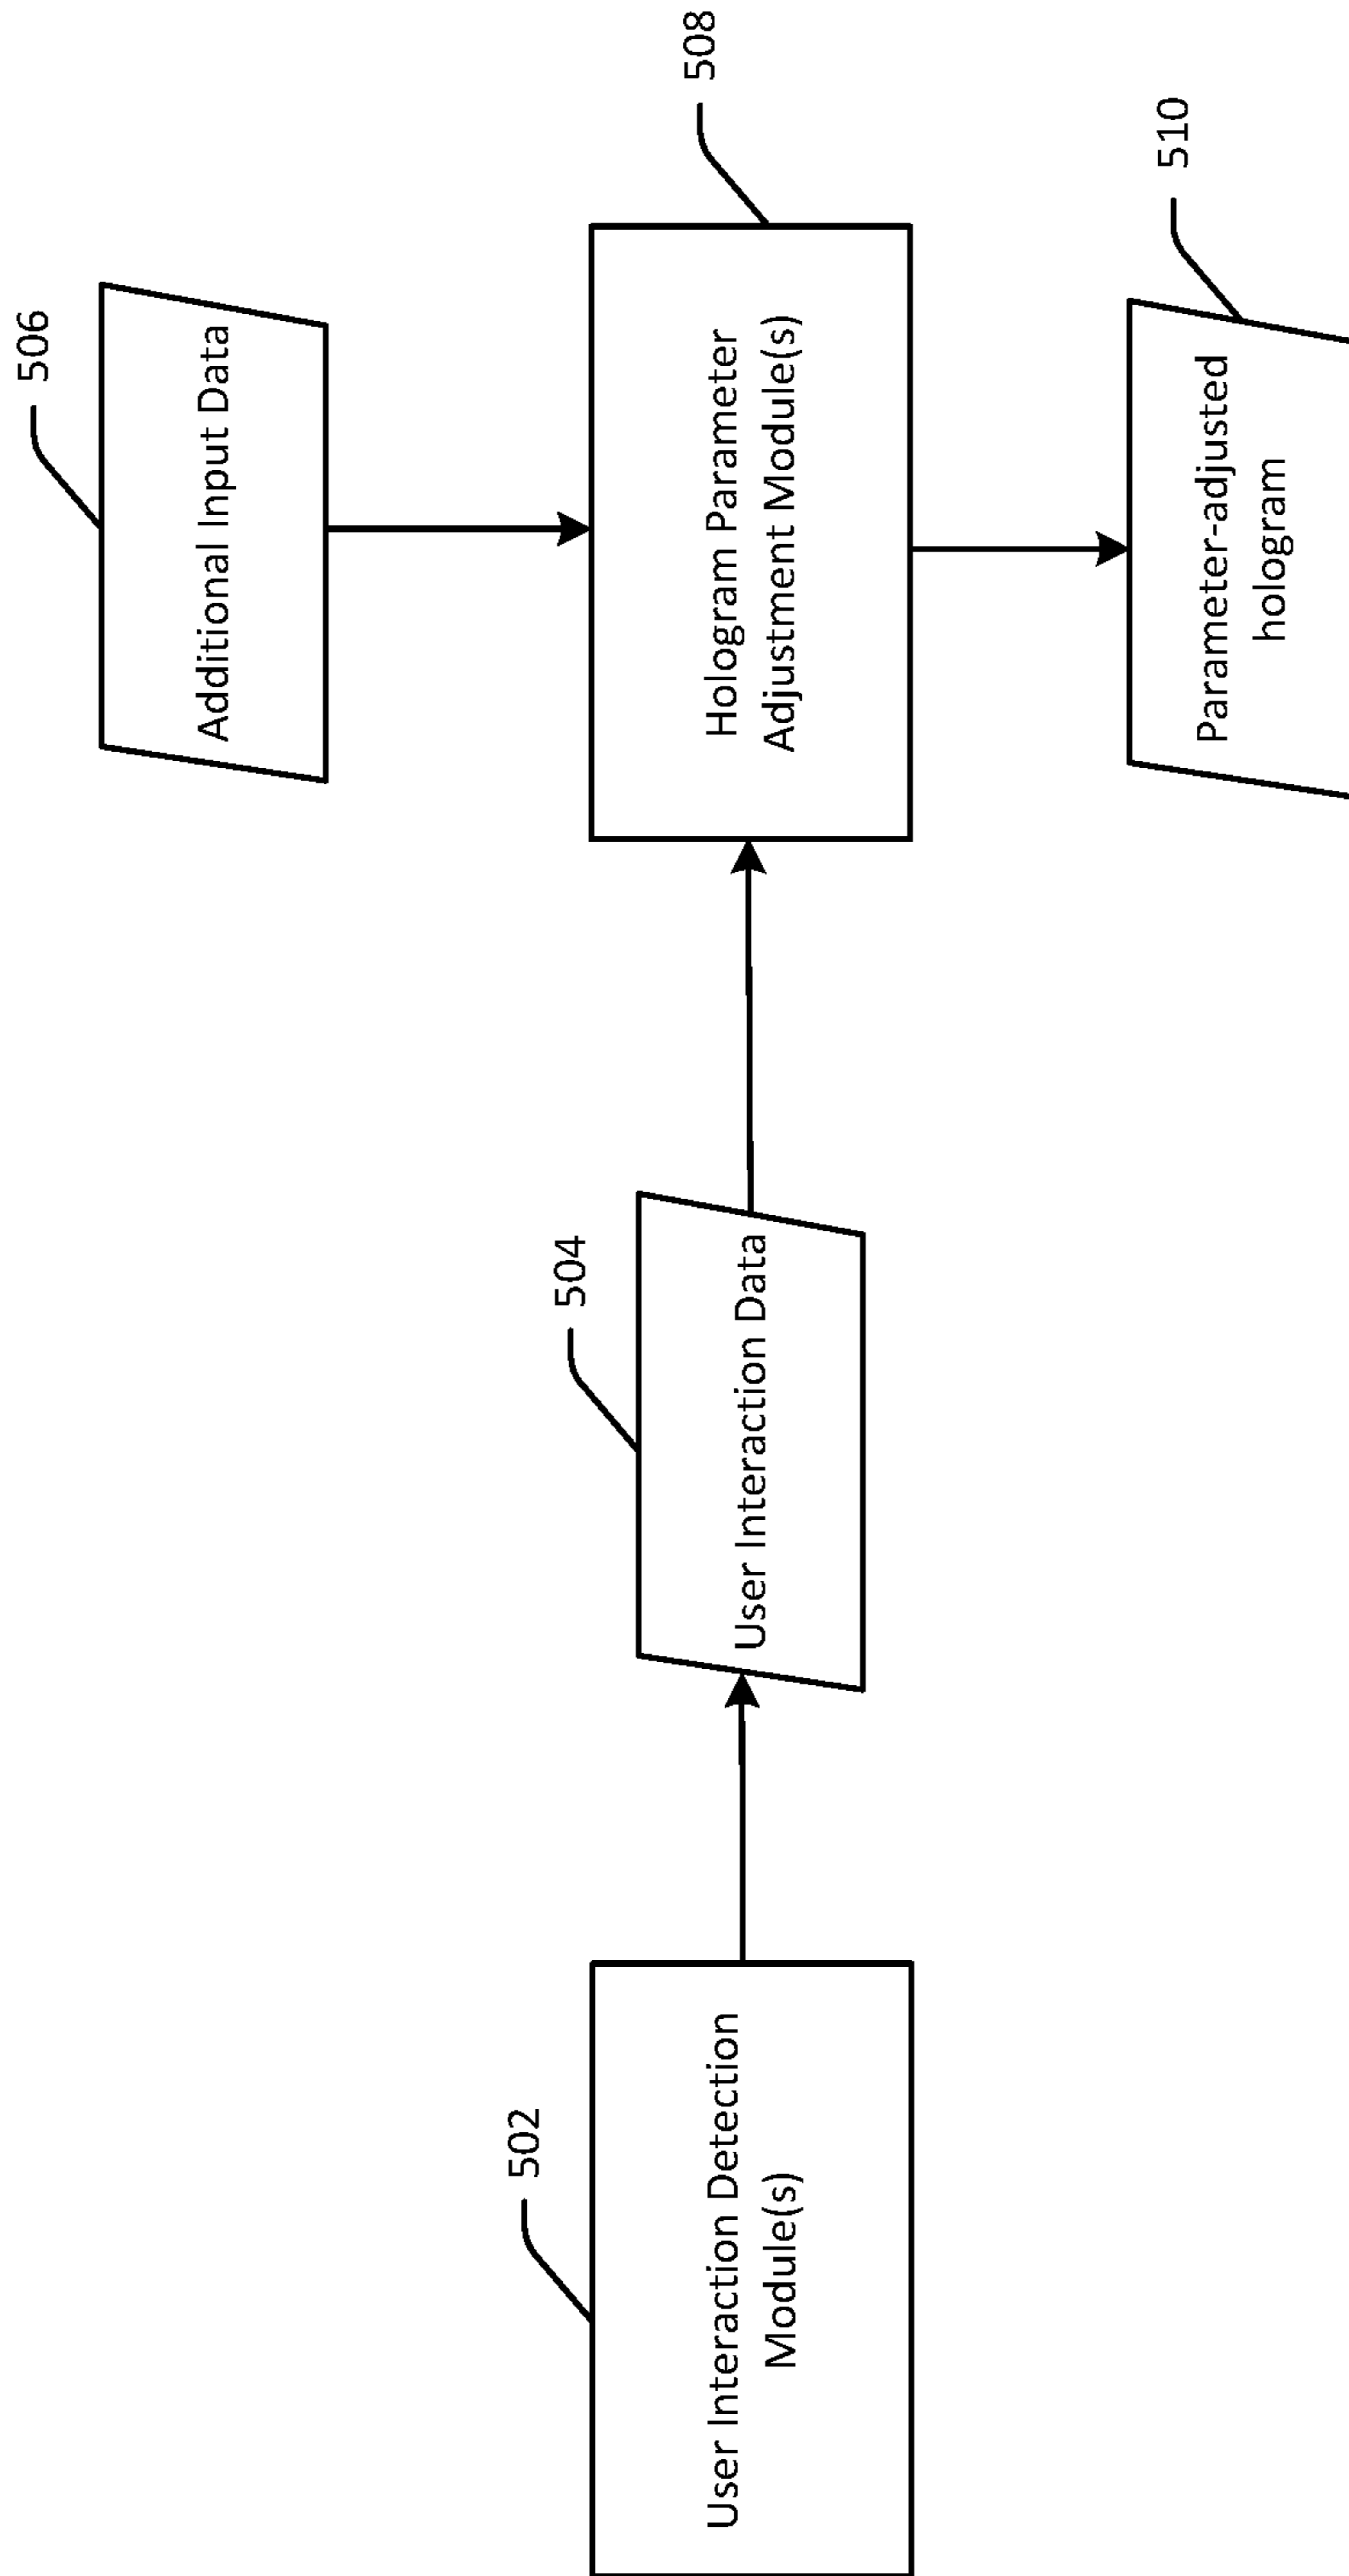 502
User Interaction Detection
Module(s)
504
User Interaction Data
506
Additional Input Data
508
Hologram Parameter
Adjustment Module(s)
510
Parameter-adjusted
hologram